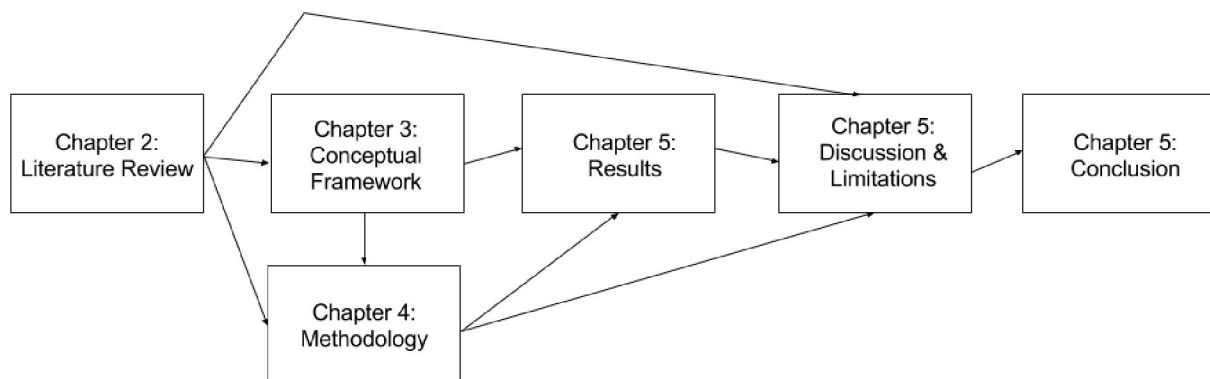 Chapter 2:
Literature Review
Chapter 3:
Conceptual
Framework
Chapter 5:
Results
Chapter 5:
Discussion &
Limitations
Chapter 5:
Conclusion
Chapter 4:
Methodology